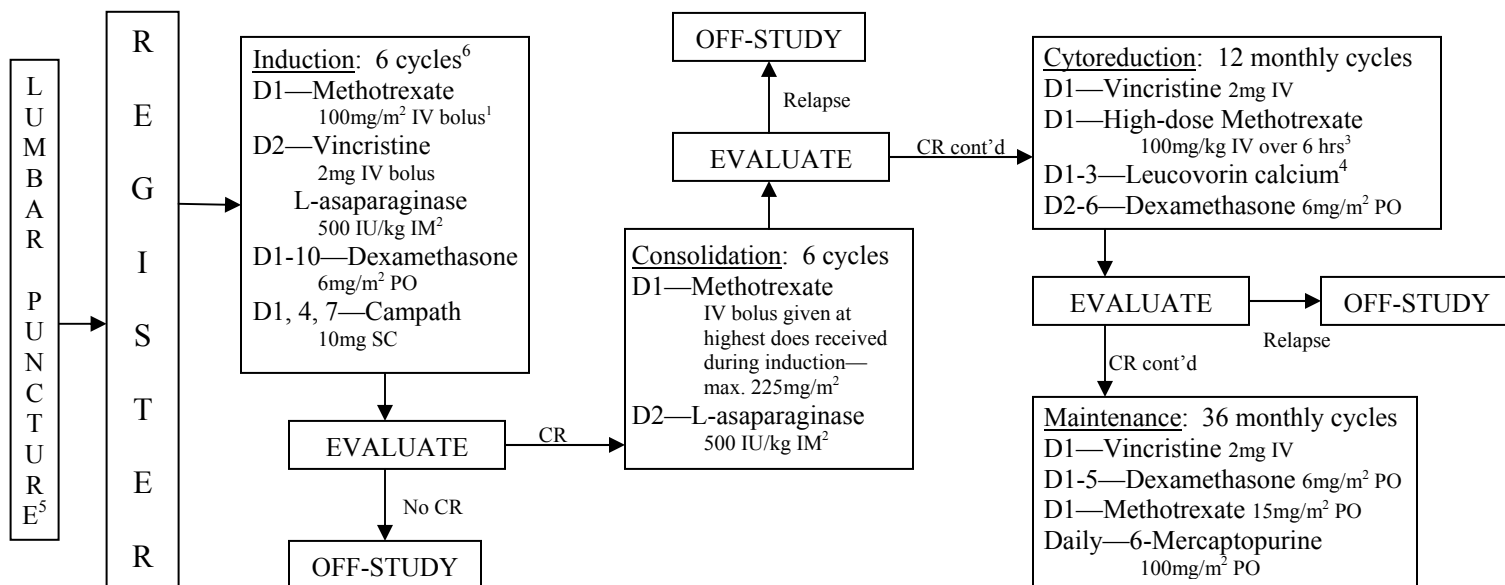 LUMBAR PUNCTURE⁵
REGISTER
Induction: 6 cycles⁶
D1—Methotrexate
100mg/m² IV bolus¹
D2—Vincristine
2mg IV bolus
L-asaparaginase
500 IU/kg IM²
D1-10—Dexamethasone
6mg/m² PO
D1, 4, 7—Campath
10mg SC
EVALUATE
No CR
OFF-STUDY
CR
Consolidation: 6 cycles
D1—Methotrexate
IV bolus given at
highest does received
during induction—
max. 225mg/m²
D2—L-asaparaginase
500 IU/kg IM²
EVALUATE
Relapse
OFF-STUDY
CR cont’d
Cytoreduction: 12 monthly cycles
D1—Vincristine 2mg IV
D1—High-dose Methotrexate
100mg/kg IV over 6 hrs³
D1-3—Leucovorin calcium⁴
D2-6—Dexamethasone 6mg/m² PO
EVALUATE
Relapse
OFF-STUDY
CR cont’d
Maintenance: 36 monthly cycles
D1—Vincristine 2mg IV
D1-5—Dexamethasone 6mg/m² PO
D1—Methotrexate 15mg/m² PO
Daily—6-Mercaptopurine
100mg/m² PO